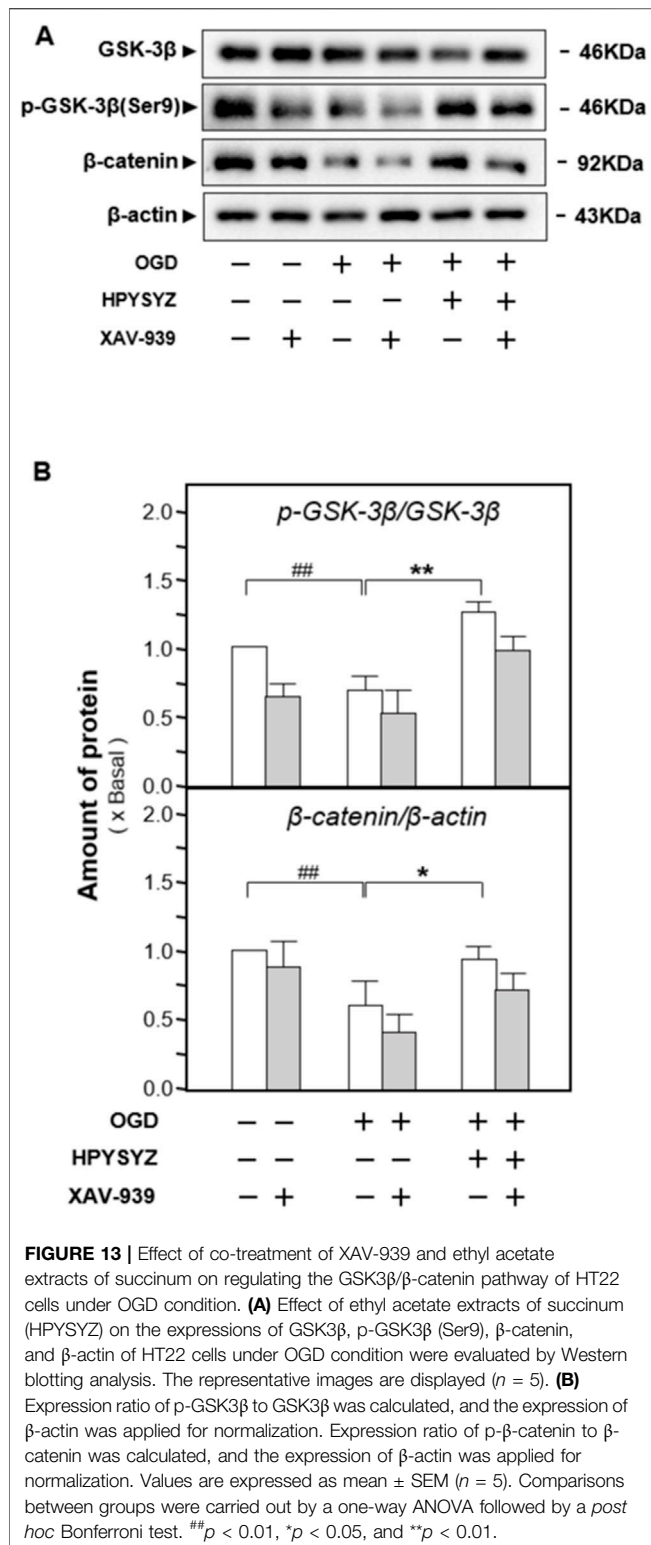 A
GSK-3β ▶ - 46KDa
p-GSK-3β(Ser9) ▶ - 46KDa
β-catenin ▶ - 92KDa
β-actin ▶ - 43KDa
OGD − − + + + +
HPYSYZ − − − − + +
XAV-939 − + − + − +
B
Amount of protein
( x Basal )
p-GSK-3β/GSK-3β
2.0
1.5
1.0
0.5
0.0
## **
β-catenin/β-actin
2.0
1.5
1.0
0.5
0.0
## *
OGD − − + + + +
HPYSYZ − − − − + +
XAV-939 − + − + − +
FIGURE 13 | Effect of co-treatment of XAV-939 and ethyl acetate
extracts of succinum on regulating the GSK3β/β-catenin pathway of HT22
cells under OGD condition. (A) Effect of ethyl acetate extracts of succinum
(HPYSYZ) on the expressions of GSK3β, p-GSK3β (Ser9), β-catenin,
and β-actin of HT22 cells under OGD condition were evaluated by Western
blotting analysis. The representative images are displayed (n = 5). (B)
Expression ratio of p-GSK3β to GSK3β was calculated, and the expression of
β-actin was applied for normalization. Expression ratio of p-β-catenin to β-
catenin was calculated, and the expression of β-actin was applied for
normalization. Values are expressed as mean ± SEM (n = 5). Comparisons
between groups were carried out by a one-way ANOVA followed by a post
hoc Bonferroni test. ##p < 0.01, *p < 0.05, and **p < 0.01.